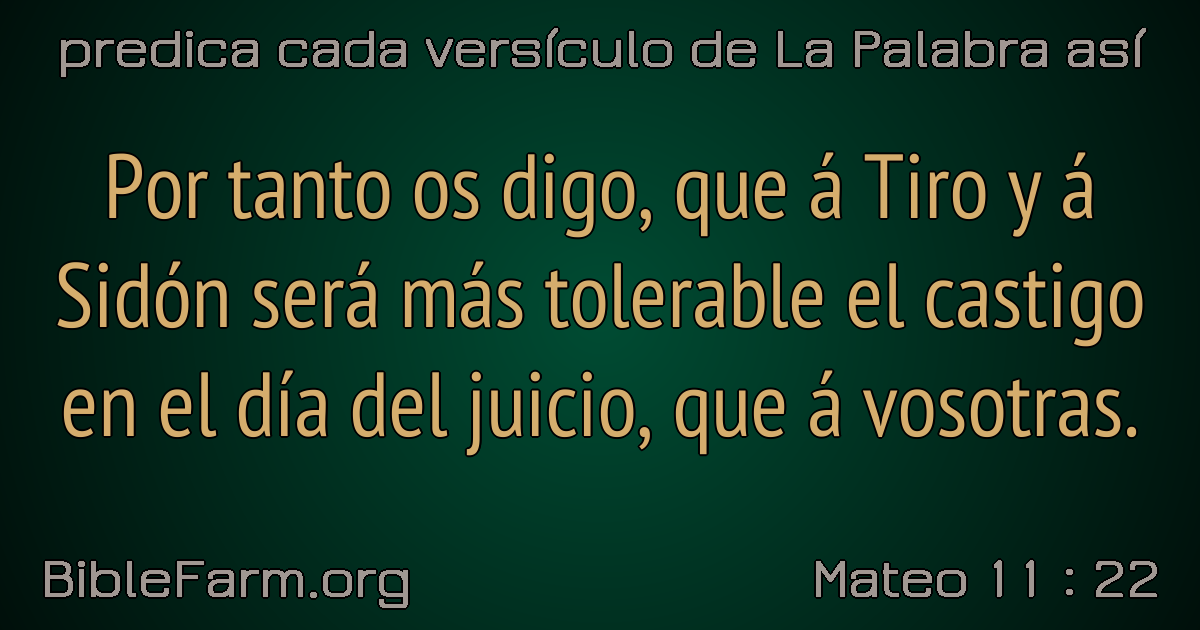 predica cada versículo de La Palabra así
Por tanto os digo, que á Tiro y á
Sidón será más tolerable el castigo
en el día del juicio, que á vosotras.
BibleFarm.org
Mateo 11 : 22